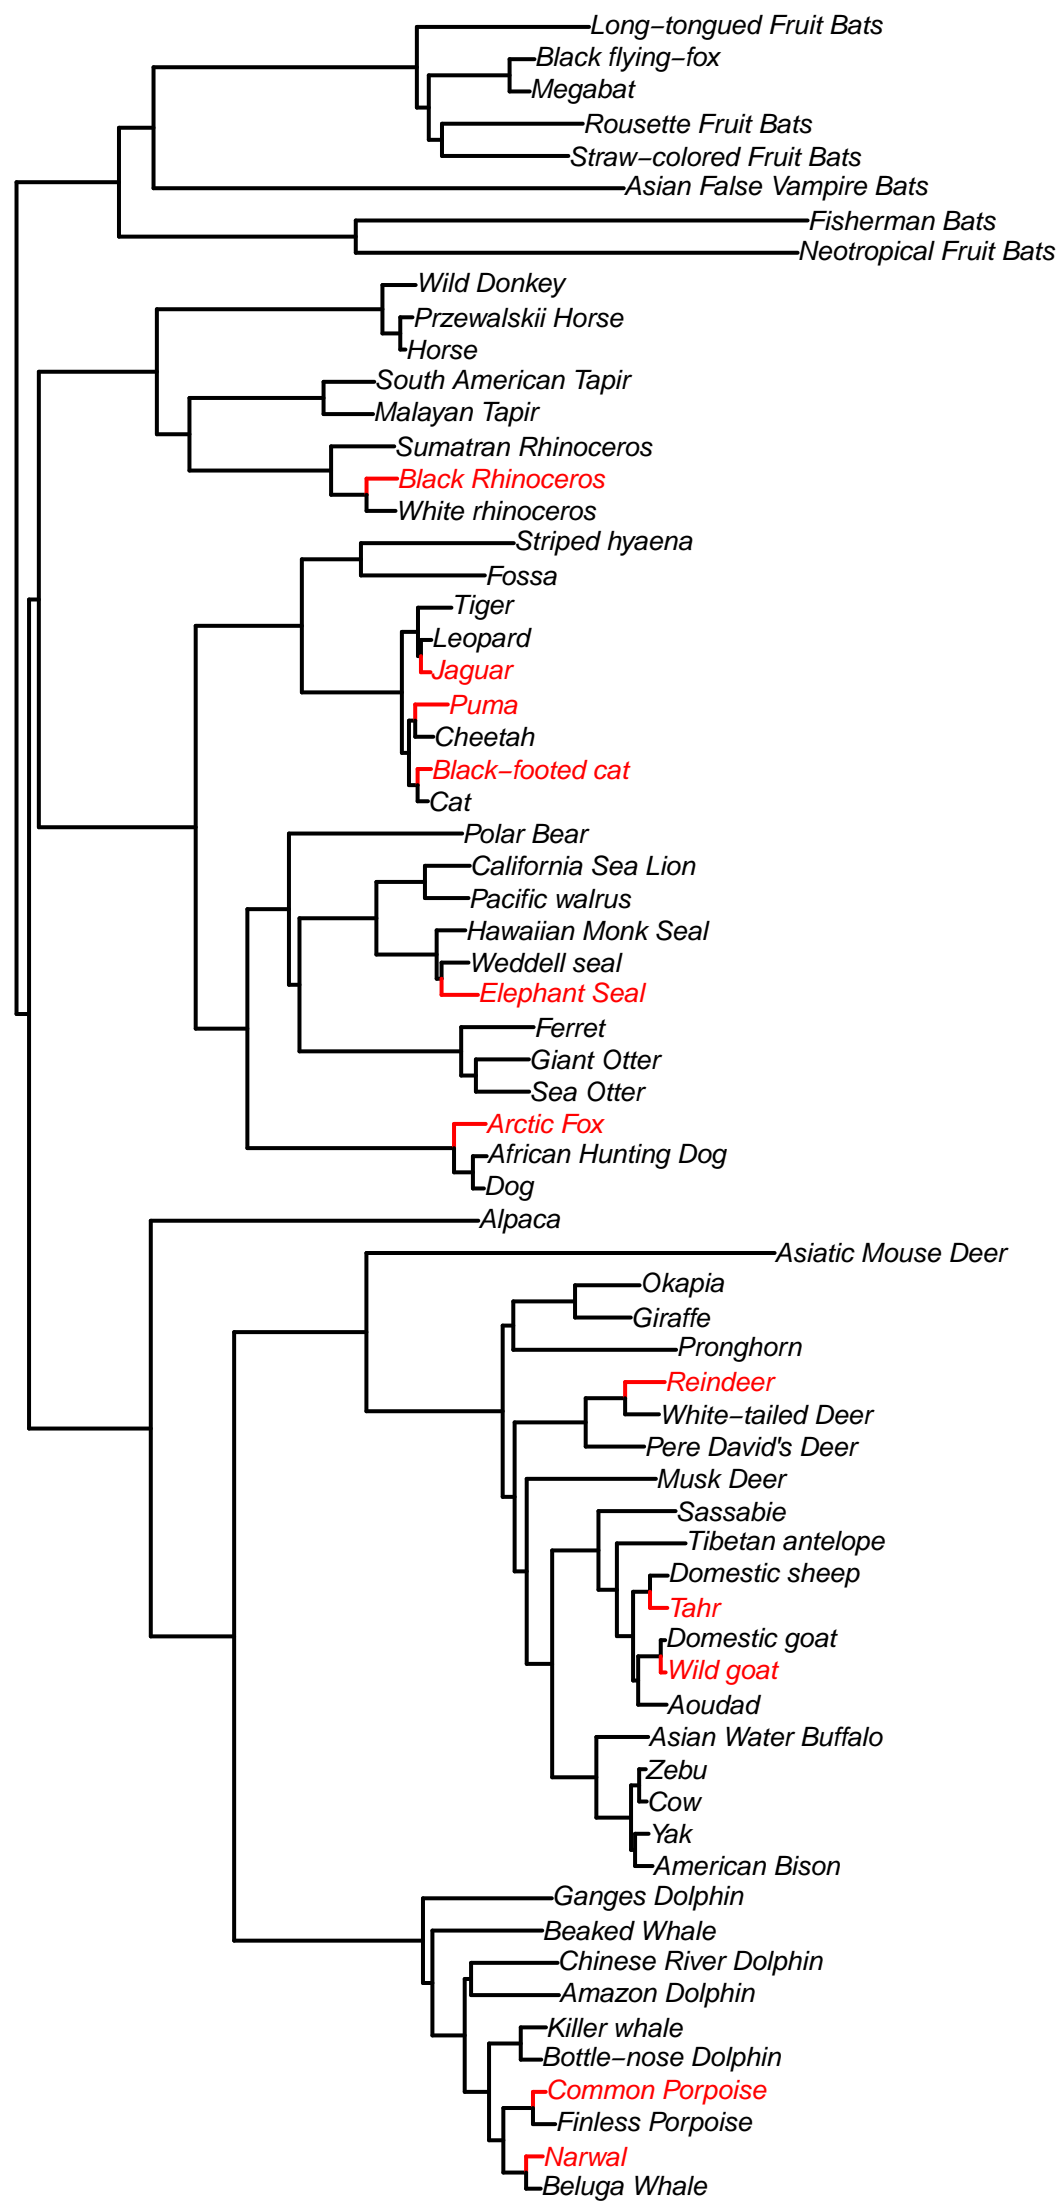 Long−tongued Fruit Bats
Black flying−fox
Megabat
Rousette Fruit Bats
Straw−colored Fruit Bats
Asian False Vampire Bats
Fisherman Bats
Neotropical Fruit Bats
Wild Donkey
Przewalskii Horse
Horse
South American Tapir
Malayan Tapir
Sumatran Rhinoceros
Black Rhinoceros
White rhinoceros
Striped hyaena
Fossa
Tiger
Leopard
Jaguar
Puma
Cheetah
Black−footed cat
Cat
Polar Bear
California Sea Lion
Pacific walrus
Hawaiian Monk Seal
Weddell seal
Elephant Seal
Ferret
Giant Otter
Sea Otter
Arctic Fox
African Hunting Dog
Dog
Alpaca
Asiatic Mouse Deer
Okapia
Giraffe
Pronghorn
Reindeer
White−tailed Deer
Pere David's Deer
Musk Deer
Sassabie
Tibetan antelope
Domestic sheep
Tahr
Domestic goat
Wild goat
Aoudad
Asian Water Buffalo
Zebu
Cow
Yak
American Bison
Ganges Dolphin
Beaked Whale
Chinese River Dolphin
Amazon Dolphin
Killer whale
Bottle−nose Dolphin
Common Porpoise
Finless Porpoise
Narwal
Beluga Whale